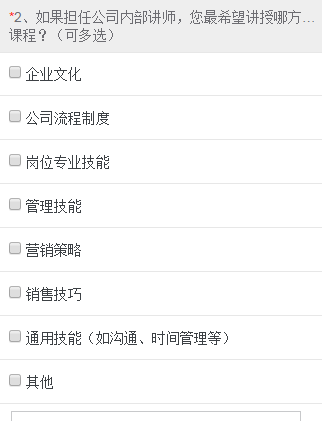 *2、如果担任公司内部讲师，您最希望讲授哪方...
课程？（可多选）
企业文化
公司流程制度
岗位专业技能
管理技能
营销策略
销售技巧
通用技能（如沟通、时间管理等）
其他